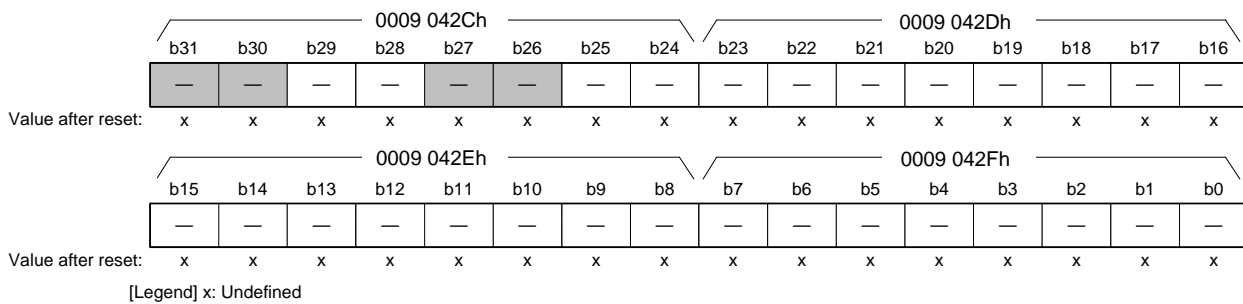 0009 042Ch 0009 042Dh
b31 b30 b29 b28 b27 b26 b25 b24 b23 b22 b21 b20 b19 b18 b17 b16
— — — — — — — — — — — — — — — —
Value after reset: x x x x x x x x x x x x x x x x
0009 042Eh 0009 042Fh
b15 b14 b13 b12 b11 b10 b9 b8 b7 b6 b5 b4 b3 b2 b1 b0
— — — — — — — — — — — — — — — —
Value after reset: x x x x x x x x x x x x x x x x
[Legend] x: Undefined